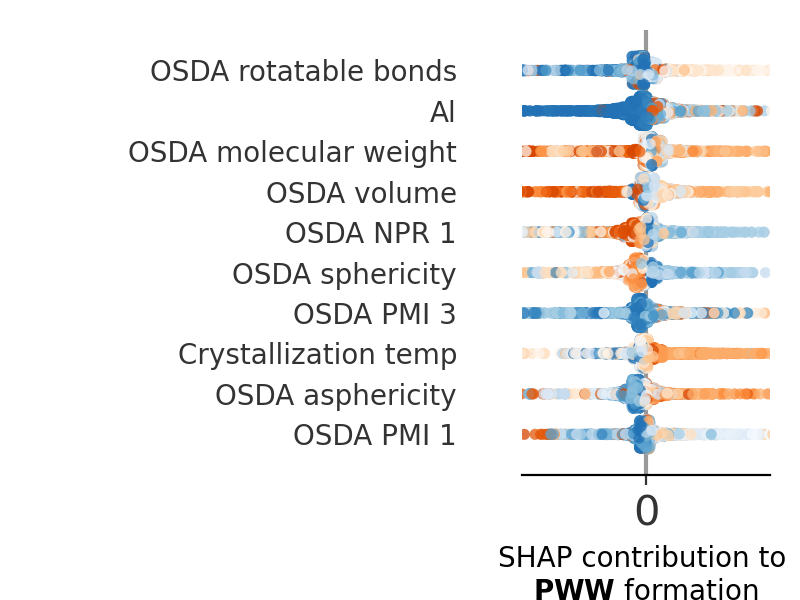 OSDA rotatable bonds
Al
OSDA molecular weight
OSDA volume
OSDA NPR 1
OSDA sphericity
OSDA PMI 3
Crystallization temp
OSDA asphericity
OSDA PMI 1
0
SHAP contribution to
PWW formation